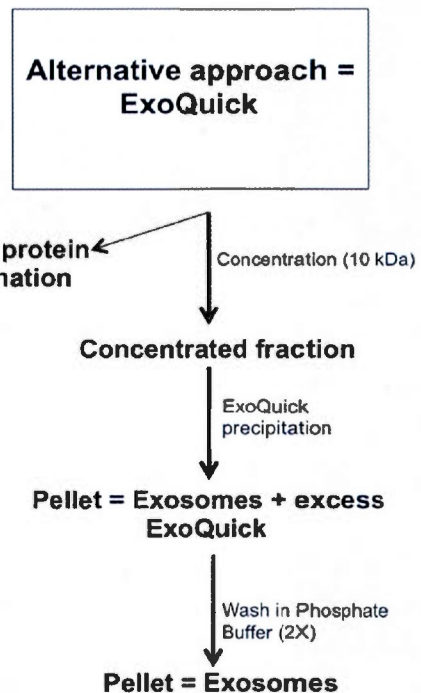 Alternative approach =
ExoQuick
protein
Concentration (10 kDa)
Concentrated fraction
ExoQuick
precipitation
Pellet = Exosomes + excess
ExoQuick
Wash in Phosphate
Buffer (2X)
Pellet = Exosomes